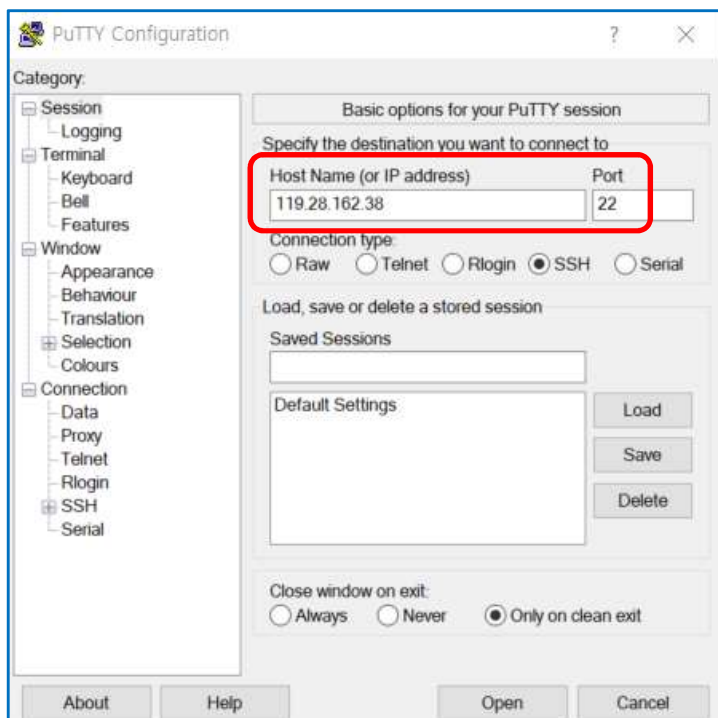 PuTTY Configuration
Category:
Session
Logging
Terminal
Keyboard
Bell
Features
Window
Appearance
Behaviour
Translation
Selection
Colours
Connection
Data
Proxy
Telnet
Rlogin
SSH
Serial
Basic options for your PuTTY session
Specify the destination you want to connect to
Host Name (or IP address) Port
119.28.162.38 22
Connection type:
Raw Telnet Rlogin SSH Serial
Load, save or delete a stored session
Saved Sessions
Default Settings
Load
Save
Delete
Close window on exit:
Always Never Only on clean exit
About Help Open Cancel